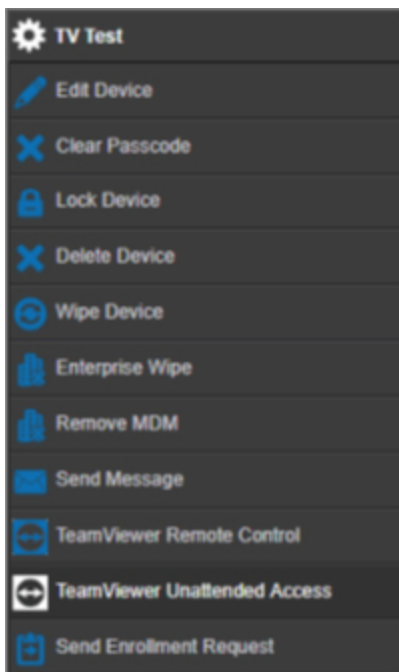 TV Test
Edit Device
Clear Passcode
Lock Device
Delete Device
Wipe Device
Enterprise Wipe
Remove MDM
Send Message
TeamViewer Remote Control
TeamViewer Unattended Access
Send Enrollment Request